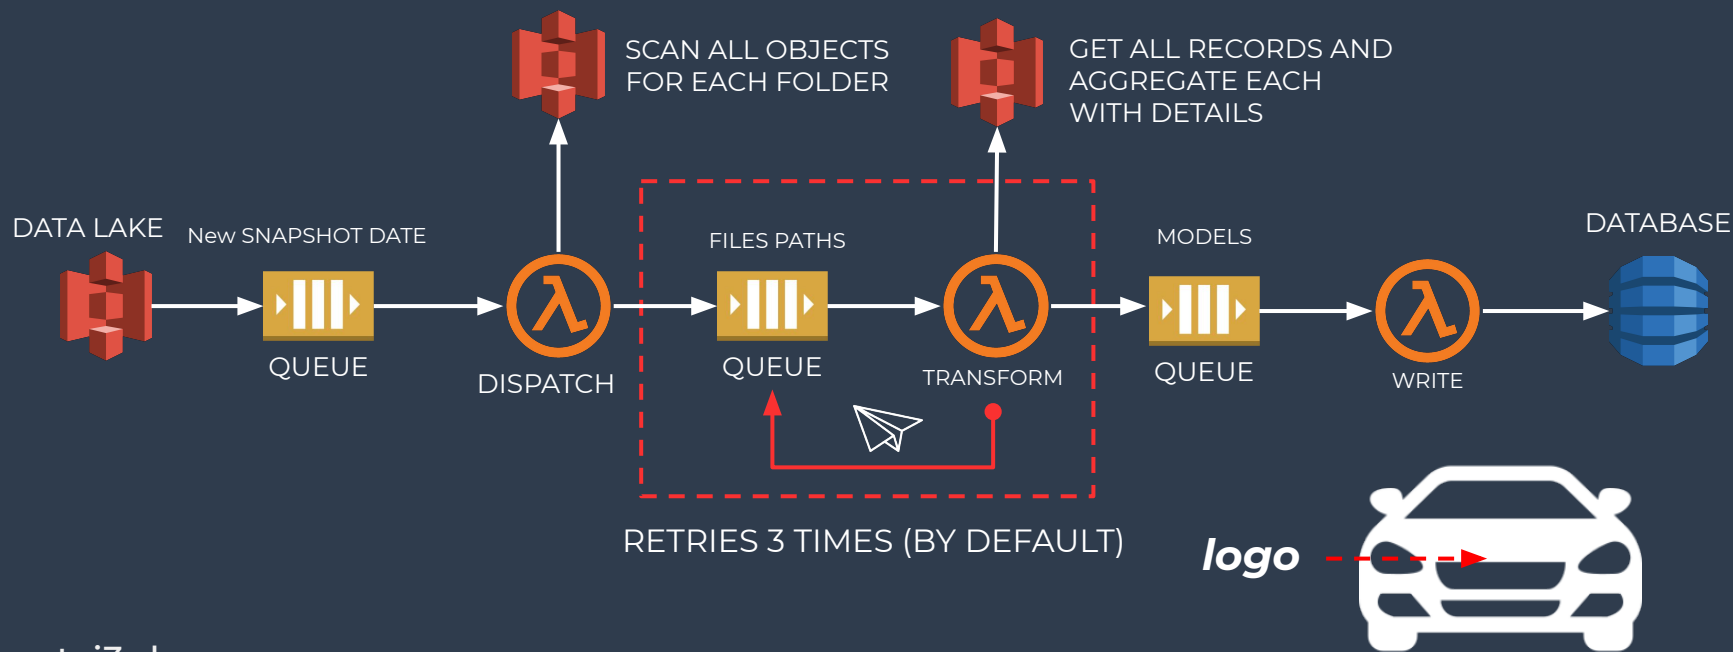 SCAN ALL OBJECTS
FOR EACH FOLDER
GET ALL RECORDS AND
AGGREGATE EACH
WITH DETAILS
DATA LAKE
New SNAPSHOT DATE
FILES PATHS
MODELS
DATABASE
QUEUE
DISPATCH
QUEUE
TRANSFORM
QUEUE
WRITE
RETRIES 3 TIMES (BY DEFAULT)
logo